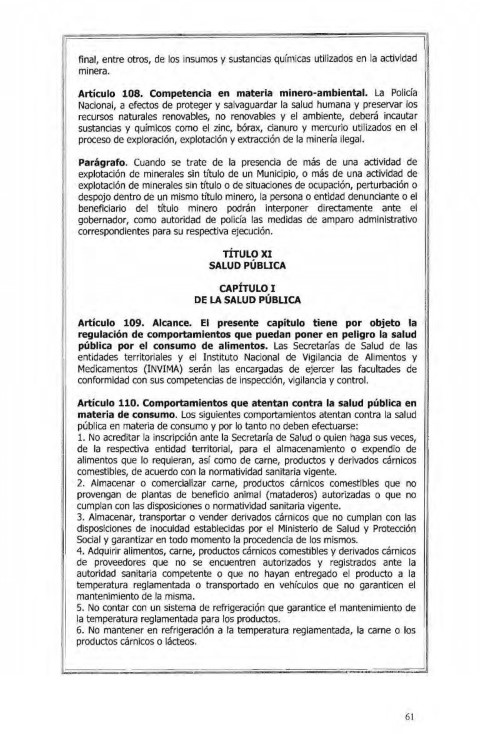 final, entre otros, de los insumos y sustancias químicas utilizados en la actividad
minera.
Artículo 108. Competencia en materia minero-ambiental. La Policía
Nacional, a efectos de proteger y salvaguardar la salud humana y preservar los
recursos naturales renovables, no renovables y el ambiente, deberá incautar
sustancias y químicos como el zinc, bórax, cianuro y mercurio utilizados en el
proceso de exploración, explotación y extracción de la minería ilegal.
Parágrafo. Cuando se trate de la presencia de más de una actividad de
explotación de minerales sin título de un Municipio, o más de una actividad de
explotación de minerales sin título o de situaciones de ocupación, perturbación o
despojo dentro de un mismo título minero, la persona o entidad denunciante o el
beneficiario del título minero podrán interponer directamente ante el
gobernador, como autoridad de policía las medidas de amparo administrativo
correspondientes para su respectiva ejecución.
TÍTULO XI
SALUD PÚBLICA
CAPÍTULO I
DE LA SALUD PÚBLICA
Artículo 109. Alcance. El presente capítulo tiene por objeto la
regulación de comportamientos que puedan poner en peligro la salud
pública por el consumo de alimentos. Las Secretarías de Salud de las
entidades territoriales y el Instituto Nacional de Vigilancia de Alimentos y
Medicamentos (INVIMA) serán las encargadas de ejercer las facultades de
conformidad con sus competencias de inspección, vigilancia y control.
Artículo 110. Comportamientos que atentan contra la salud pública en
materia de consumo. Los siguientes comportamientos atentan contra la salud
pública en materia de consumo y por lo tanto no deben efectuarse:
1. No acreditar la inscripción ante la Secretaría de Salud o quien haga sus veces,
de la respectiva entidad territorial, para el almacenamiento o expendio de
alimentos que lo requieran, así como de carne, productos y derivados cárnicos
comestibles, de acuerdo con la normatividad sanitaria vigente.
2. Almacenar o comercializar carne, productos cárnicos comestibles que no
provengan de plantas de beneficio animal (mataderos) autorizadas o que no
cumplan con las disposiciones o normatividad sanitaria vigente.
3. Almacenar, transportar o vender derivados cárnicos que no cumplan con las
disposiciones de inocuidad establecidas por el Ministerio de Salud y Protección
Social y garantizar en todo momento la procedencia de los mismos.
4. Adquirir alimentos, carne, productos cárnicos comestibles y derivados cárnicos
de proveedores que no se encuentren autorizados y registrados ante la
autoridad sanitaria competente o que no hayan entregado el producto a la
temperatura reglamentada o transportado en vehículos que no garanticen el
mantenimiento de la misma.
5. No contar con un sistema de refrigeración que garantice el mantenimiento de
la temperatura reglamentada para los productos.
6. No mantener en refrigeración a la temperatura reglamentada, la carne o los
productos cárnicos o lácteos.
61